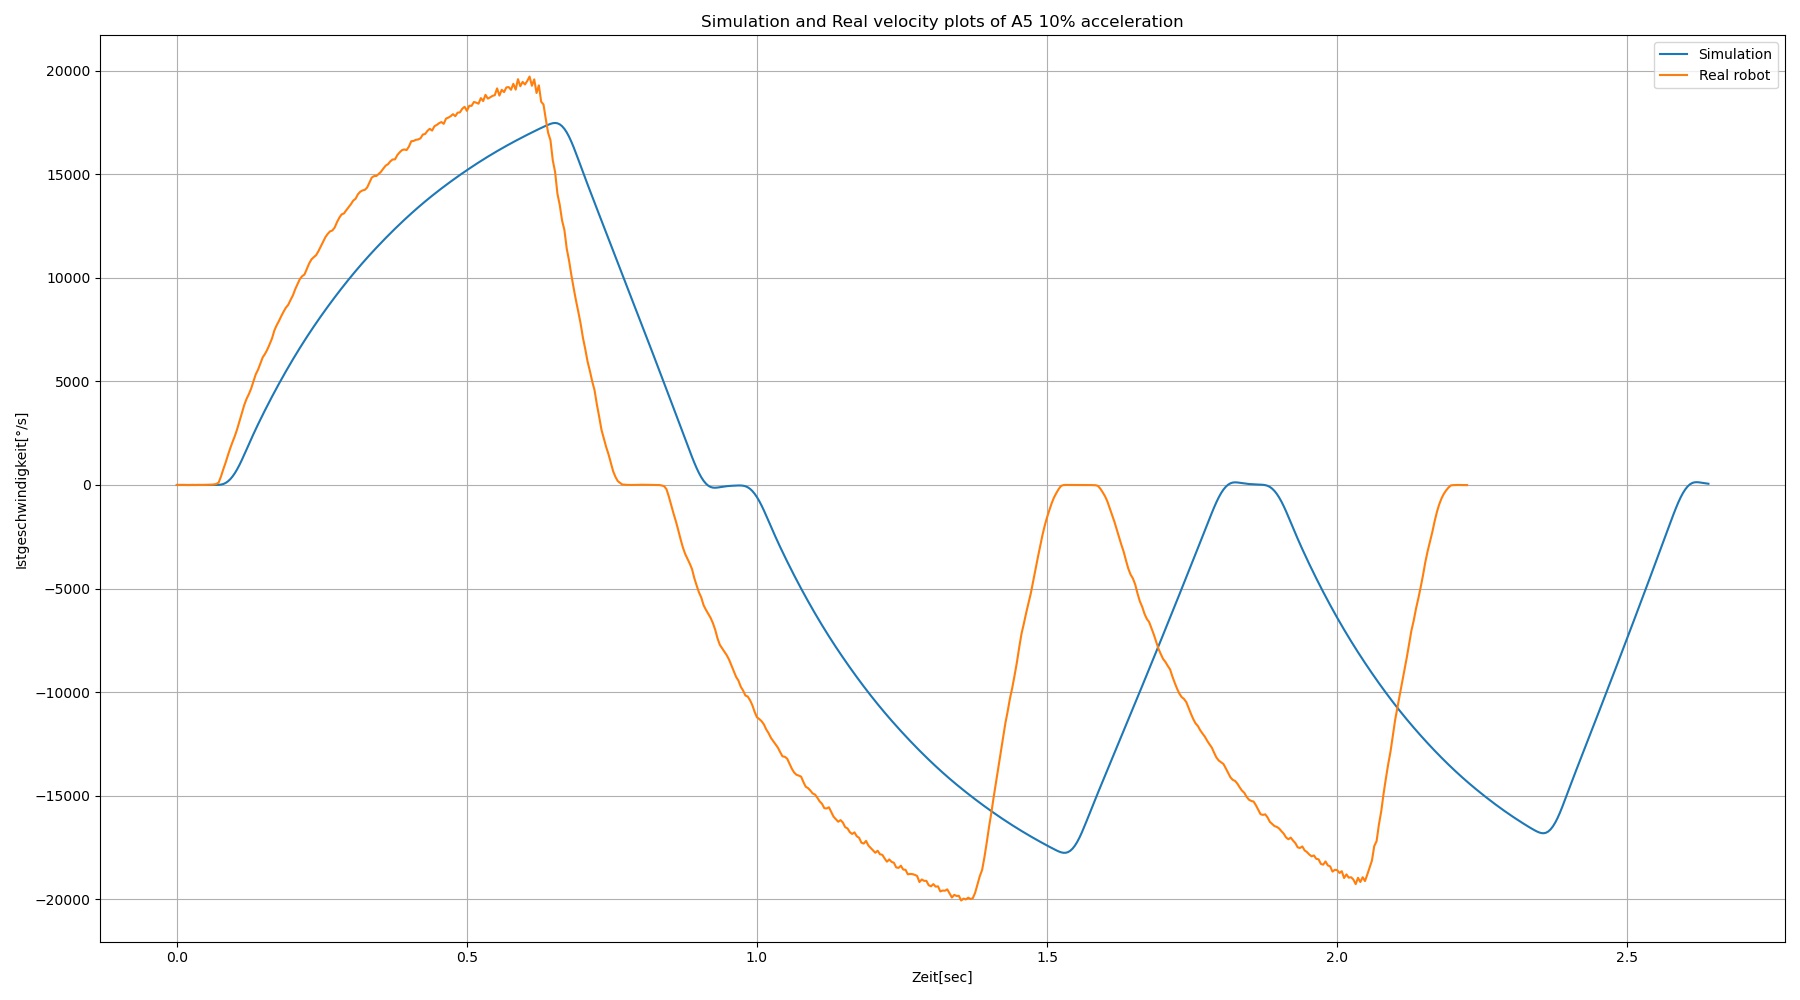 Simulation and Real velocity plots of A5 10% acceleration
Simulation
Real robot
20000
15000
10000
5000
0
−5000
−10000
−15000
−20000
Istgeschwindigkeit[°/s]
0.0 0.5 1.0 1.5 2.0 2.5
Zeit[sec]